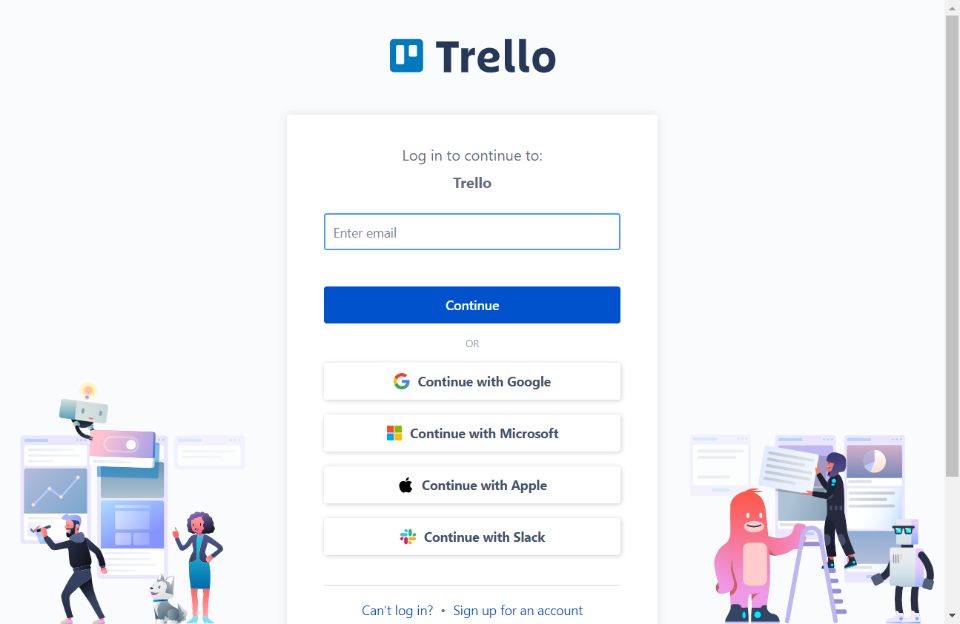 Trello
Log in to continue to:
Trello
Enter email
Continue
OR
Continue with Google
Continue with Microsoft
Continue with Apple
Continue with Slack
Can't log in? • Sign up for an account